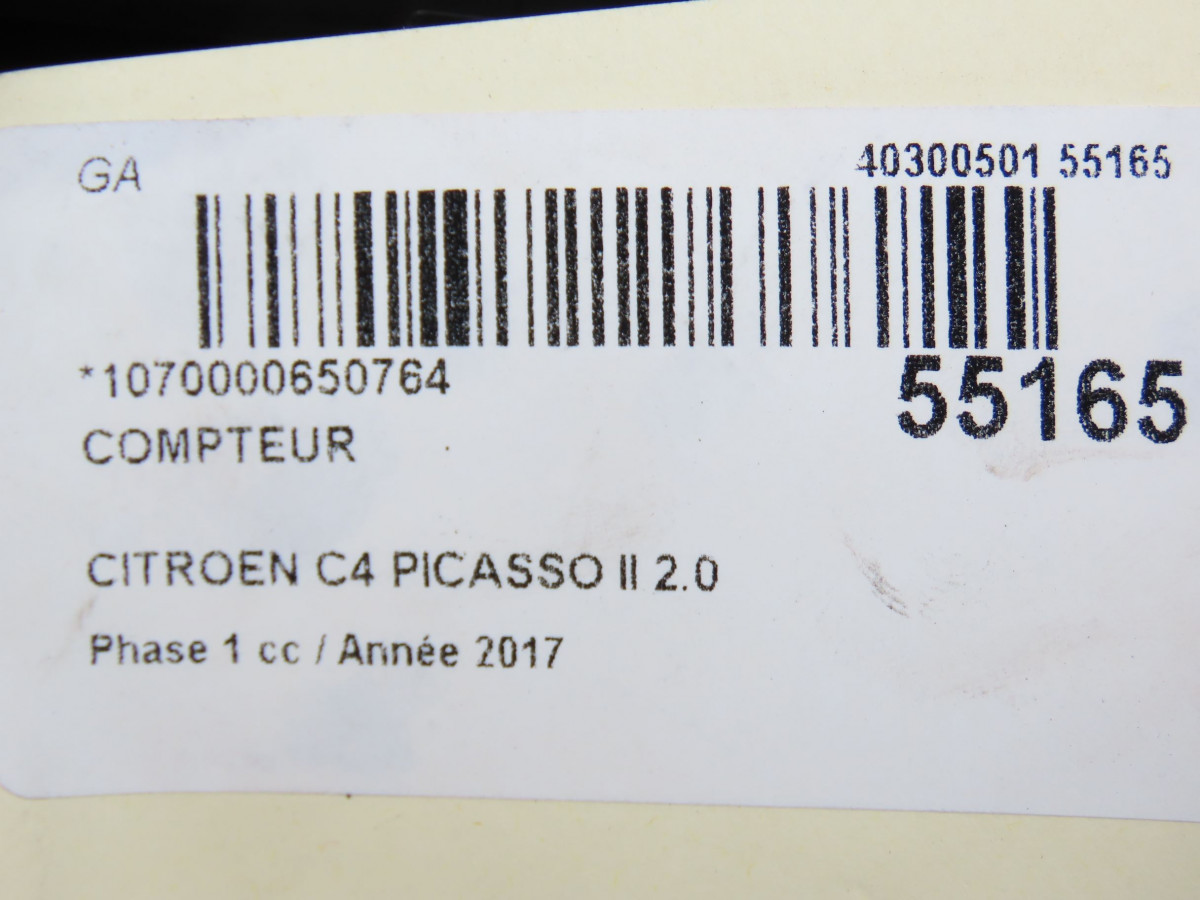 GA
40300501 55165
*1070000650764
55165
COMPTEUR
CITROEN C4 PICASSO II 2.0
Phase 1 cc / Année 2017